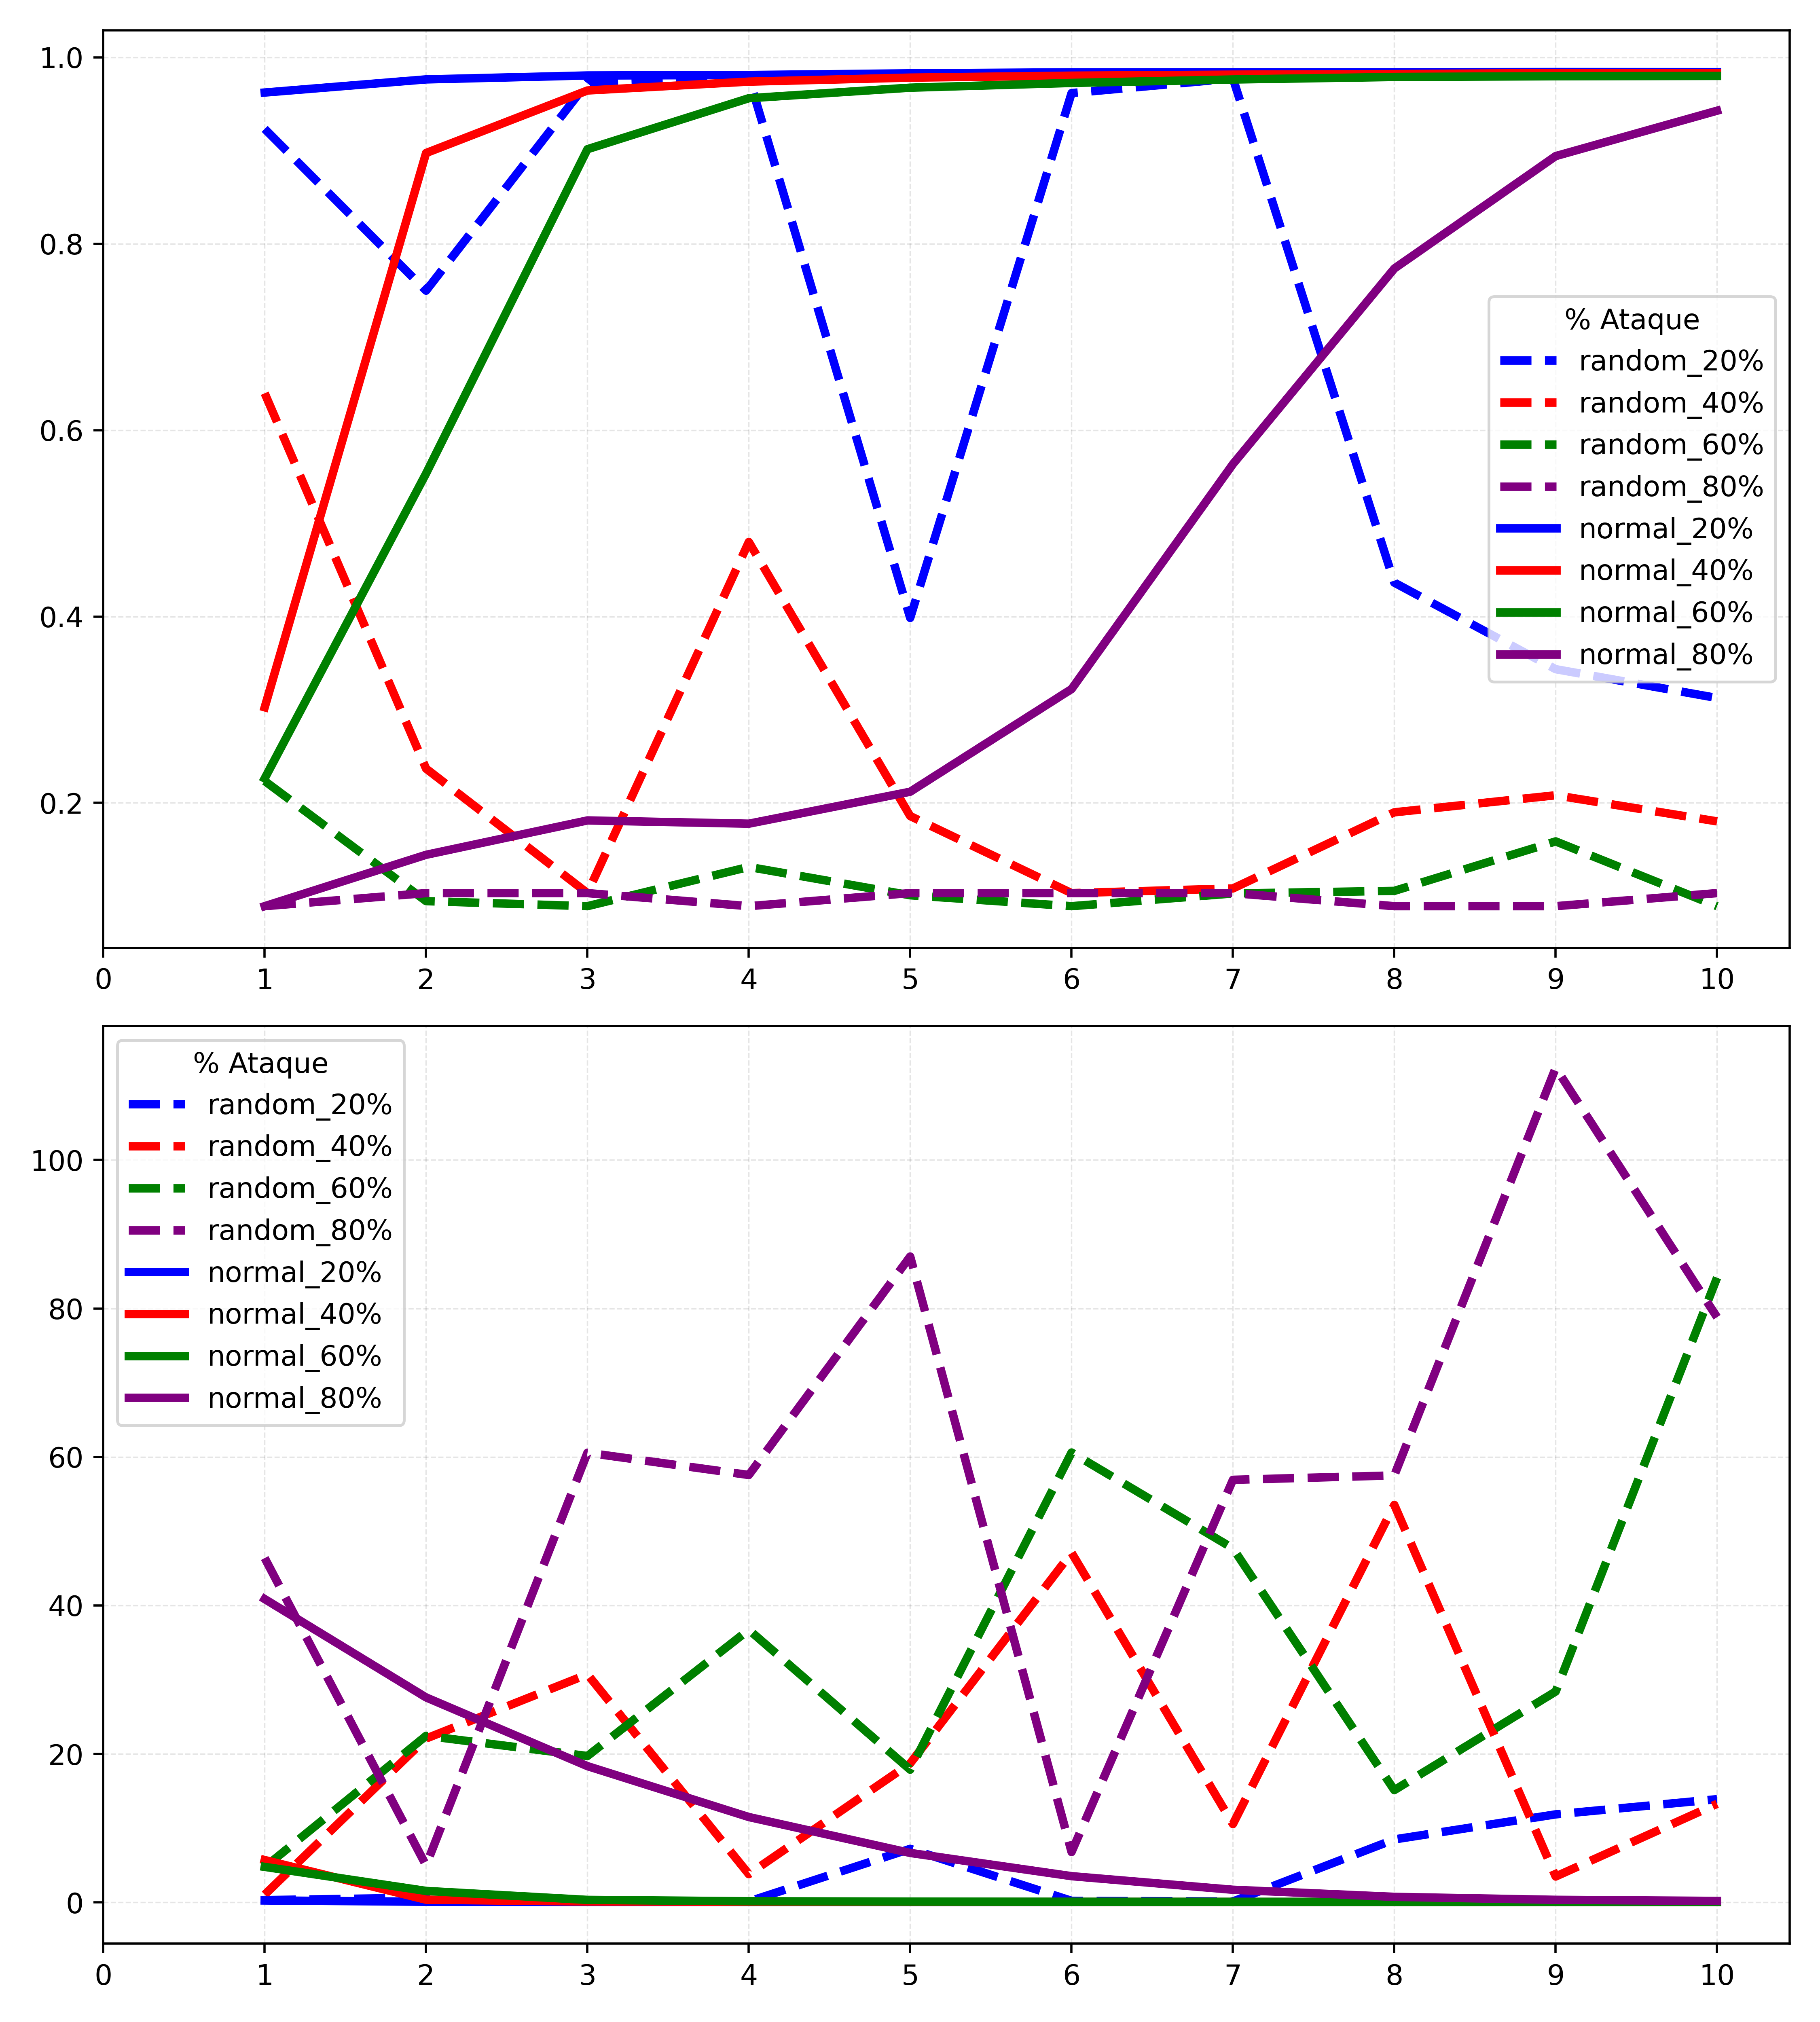 1.0
0.8
0.6
0.4
0.2
% Ataque
random_20%
random_40%
random_60%
random_80%
normal_20%
normal_40%
normal_60%
normal_80%
0 1 2 3 4 5 6 7 8 9 10
% Ataque
random_20%
random_40%
random_60%
random_80%
normal_20%
normal_40%
normal_60%
normal_80%
100
80
60
40
20
0
0 1 2 3 4 5 6 7 8 9 10